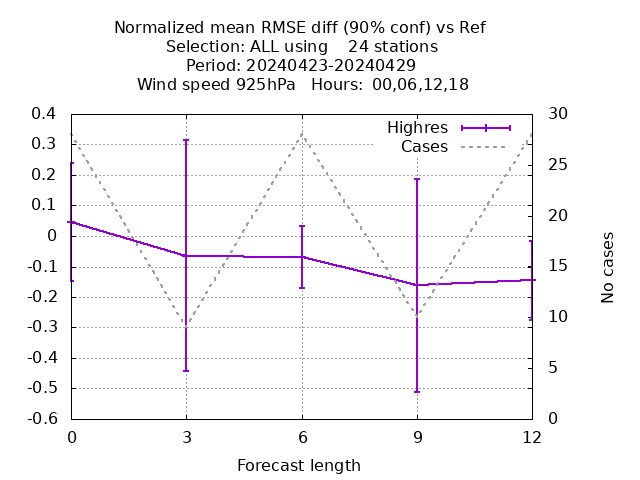 Normalized mean RMSE diff (90% conf) vs Ref
Selection: ALL using    24 stations
Period: 20240423-20240429
Wind speed 925hPa   Hours:  00,06,12,18
Highres
Cases
0.4
0.3
0.2
0.1
0
-0.1
-0.2
-0.3
-0.4
-0.5
-0.6
30
25
20
15
10
5
0
No cases
0 3 6 9 12
Forecast length